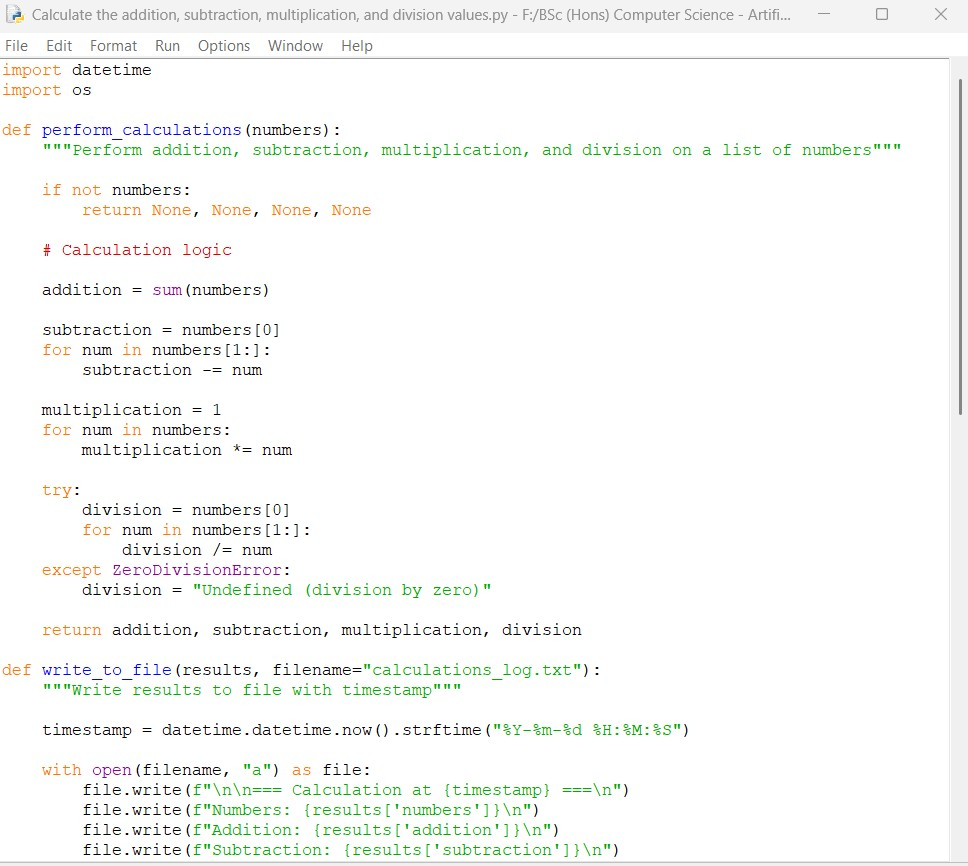 Calculate the addition, subtraction, multiplication, and division values.py - F:/BSc (Hons) Computer Science - Artifi...
File Edit Format Run Options Window Help
import datetime
import os
def perform_calculations(numbers):
    """Perform addition, subtraction, multiplication, and division on a list of numbers"""
    if not numbers:
        return None, None, None, None
    # Calculation logic
    addition = sum(numbers)
    subtraction = numbers[0]
    for num in numbers[1:]:
        subtraction -= num
    multiplication = 1
    for num in numbers:
        multiplication *= num
    try:
        division = numbers[0]
        for num in numbers[1:]:
            division /= num
    except ZeroDivisionError:
        division = "Undefined (division by zero)"
    return addition, subtraction, multiplication, division
def write_to_file(results, filename="calculations_log.txt"):
    """Write results to file with timestamp"""
    timestamp = datetime.datetime.now().strftime("%Y-%m-%d %H:%M:%S")
    with open(filename, "a") as file:
        file.write(f"\n\n=== Calculation at {timestamp} ===\n")
        file.write(f"Numbers: {results['numbers']}\n")
        file.write(f"Addition: {results['addition']}\n")
        file.write(f"Subtraction: {results['subtraction']}\n")